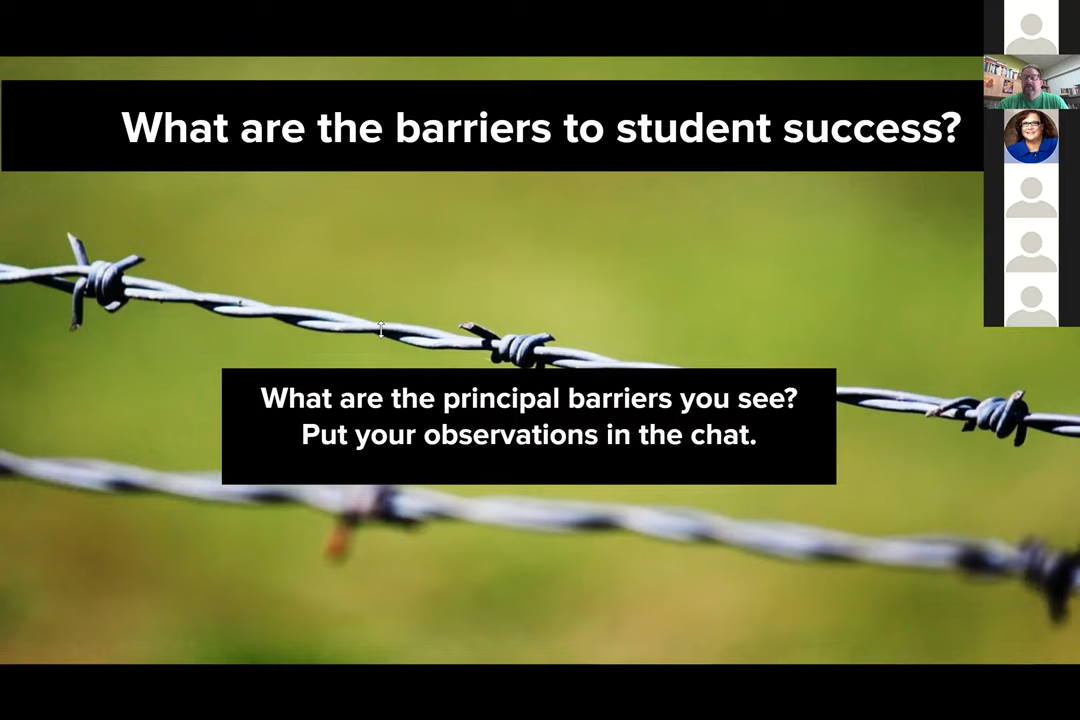 What are the barriers to student success?
What are the principal barriers you see?
Put your observations in the chat.